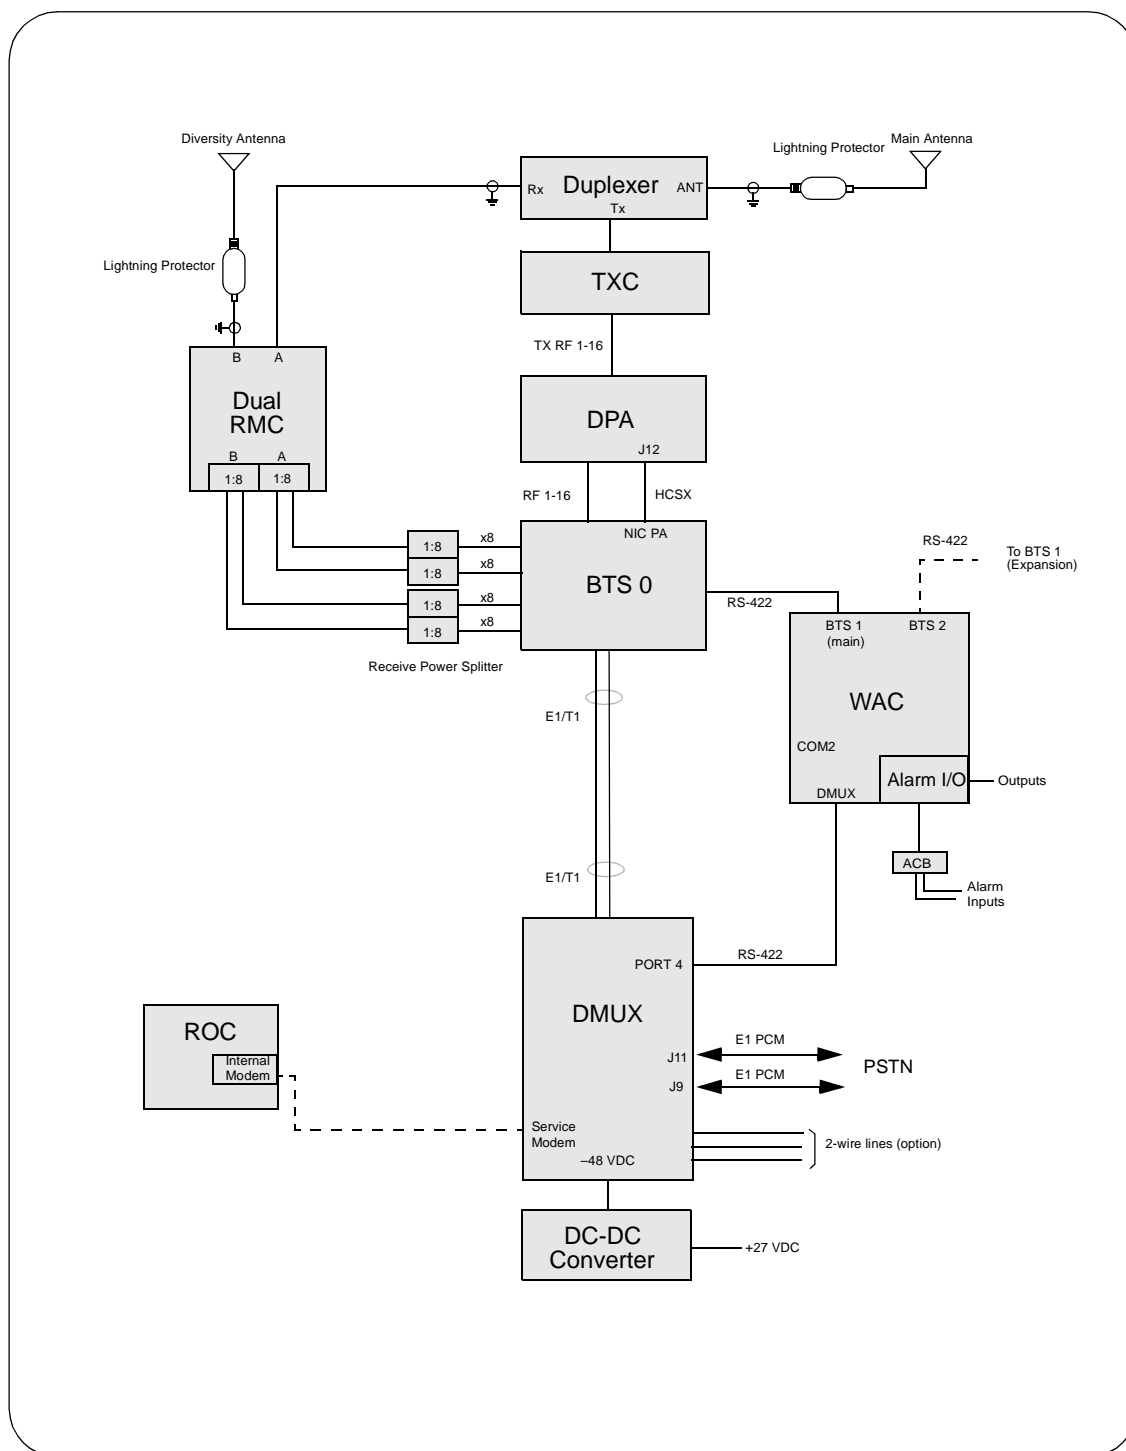 Diversity Antenna
Lightning Protector
Main Antenna
Rx
Duplexer
ANT
Tx
Lightning Protector
TXC
TX RF 1-16
B
A
Dual
RMC
B
A
1:8
1:8
DPA
J12
RF 1-16
HCSX
NIC PA
BTS 0
1:8
x8
1:8
x8
1:8
x8
1:8
x8
Receive Power Splitter
RS-422
RS-422
To BTS 1
(Expansion)
BTS 1
(main)
BTS 2
WAC
COM2
DMUX
Alarm I/O
Outputs
ACB
Alarm
Inputs
E1/T1
E1/T1
PORT 4
RS-422
DMUX
ROC
Internal
Modem
J11
E1 PCM
J9
E1 PCM
PSTN
Service
Modem
–48 VDC
2-wire lines (option)
DC-DC
Converter
+27 VDC